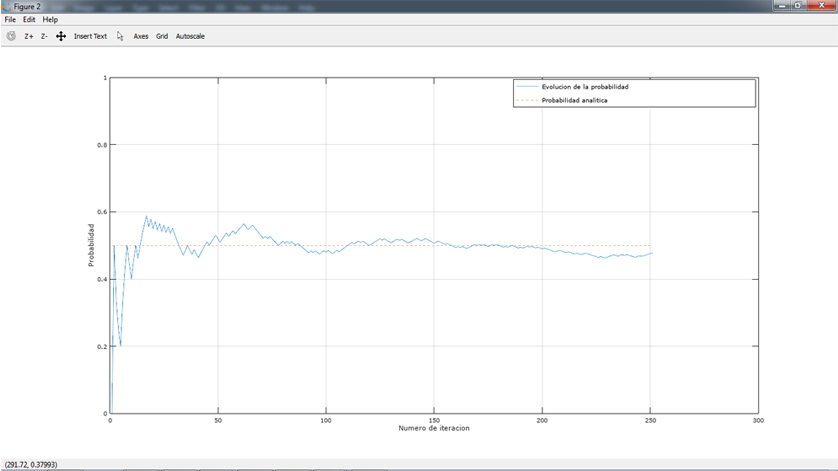 Figure 2
File Edit Help
Z+ Z- Insert Text Axes Grid Autoscale
Evolucion de la probabilidad
Probabilidad analitica
1
0.8
0.6
0.4
0.2
0
Probabilidad
0 50 100 150 200 250 300
Numero de iteracion
(291.72, 0.37993)